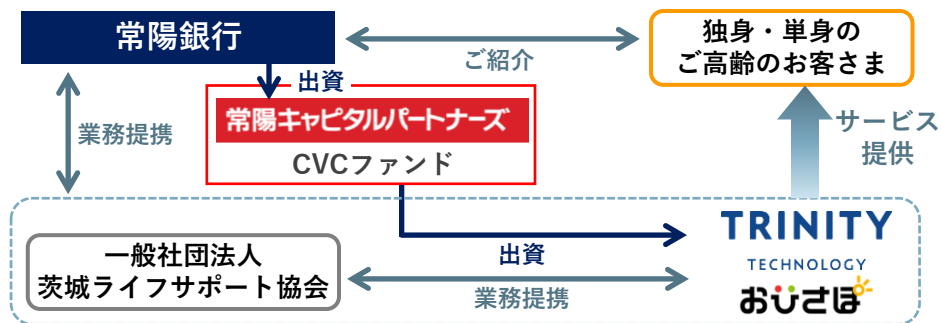 常陽銀行
ご紹介
独身・単身の
ご高齢のお客さま
出資
業務提携
常陽キャピタルパートナーズ
CVCファンド
サービス
提供
一般社団法人
茨城ライフサポート協会
出資
業務提携
TRINITY
TECHNOLOGY
おひさぽ